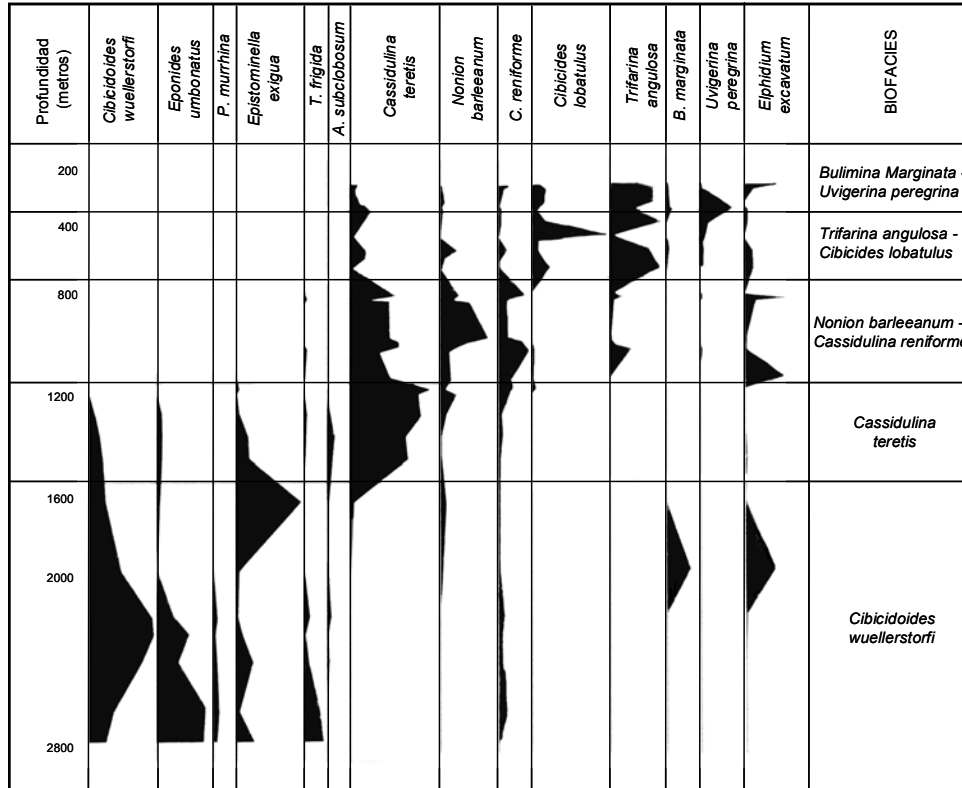 Profundidad
(metros)
Cibicidoides
wuellerstorfi
Eponides
umbonatus
P. murrhina
Epistominella
exigua
T. frigida
A. subclobosum
Cassidulina
teretis
Nonion
barleeanum
C. reniforme
Cibicides
lobatulus
Trifarina
angulosa
B. marginata
Uvigerina
peregrina
Elphidium
excavatum
BIOFACIES
200
Bulimina Marginata -
Uvigerina peregrina
400
Trifarina angulosa -
Cibicides lobatulus
800
Nonion barleeanum -
Cassidulina reniforme
1200
Cassidulina
teretis
1600
2000
Cibicidoides
wuellerstorfi
2800